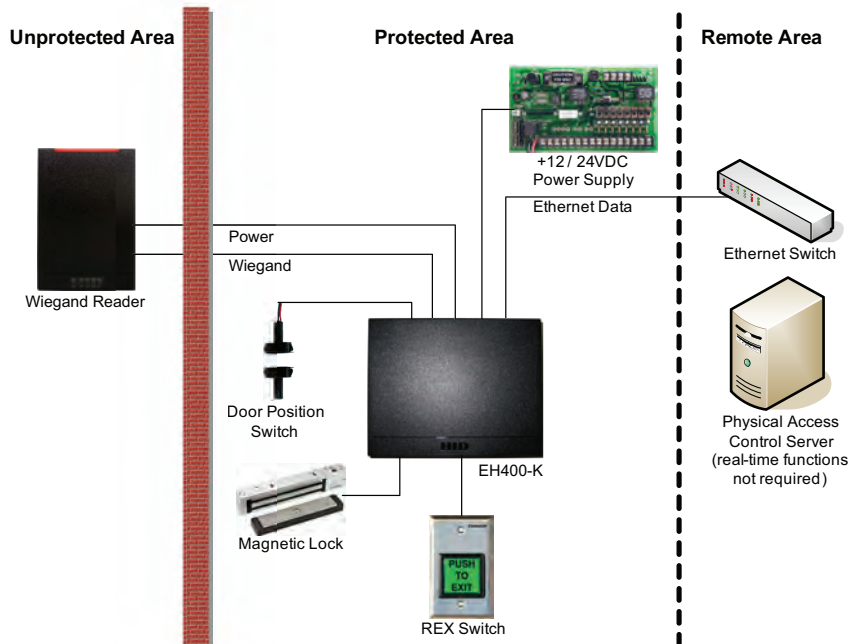 Unprotected Area
Protected Area
Remote Area
+12 / 24VDC
Power Supply
Ethernet Data
Ethernet Switch
Power
Wiegand
Wiegand Reader
Door Position
Switch
HID
EH400-K
Physical Access
Control Server
(real-time functions
not required)
Magnetic Lock
PUSH
TO
EXIT
REX Switch